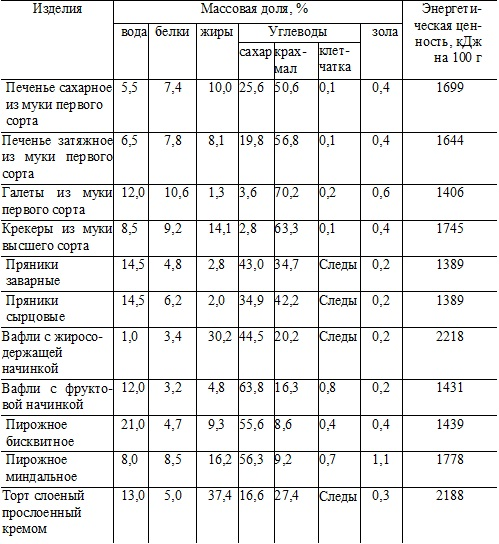 Изделия Массовая доля, % Энергети-
ческая цен-
ность, кДж
на 100 г
вода белки жиры Углеводы зола
сахар крах-
мал клет-
чатка
Печенье сахарное
из муки первого
сорта 5,5 7,4 10,0 25,6 50,6 0,1 0,4 1699
Печенье затяжное
из муки первого
сорта 6,5 7,8 8,1 19,8 56,8 0,1 0,4 1644
Галеты из муки
первого сорта 12,0 10,6 1,3 3,6 70,2 0,2 0,6 1406
Крекеры из муки
высшего сорта 8,5 9,2 14,1 2,8 63,3 0,1 0,4 1745
Пряники
заварные 14,5 4,8 2,8 43,0 34,7 Следы 0,2 1389
Пряники
сырцовые 14,5 6,2 2,0 34,9 42,2 Следы 0,2 1389
Вафли с жиросо-
держащей
начинкой 1,0 3,4 30,2 44,5 20,2 Следы 0,2 2218
Вафли с фрукто-
вой начинкой 12,0 3,2 4,8 63,8 16,3 0,8 0,2 1431
Пирожное
бисквитное 21,0 4,7 9,3 55,6 8,6 0,4 0,4 1439
Пирожное
миндальное 8,0 8,5 16,2 56,3 9,2 0,7 1,1 1778
Торт слоеный
прослоенный
кремом 13,0 5,0 37,4 16,6 27,4 Следы 0,3 2188